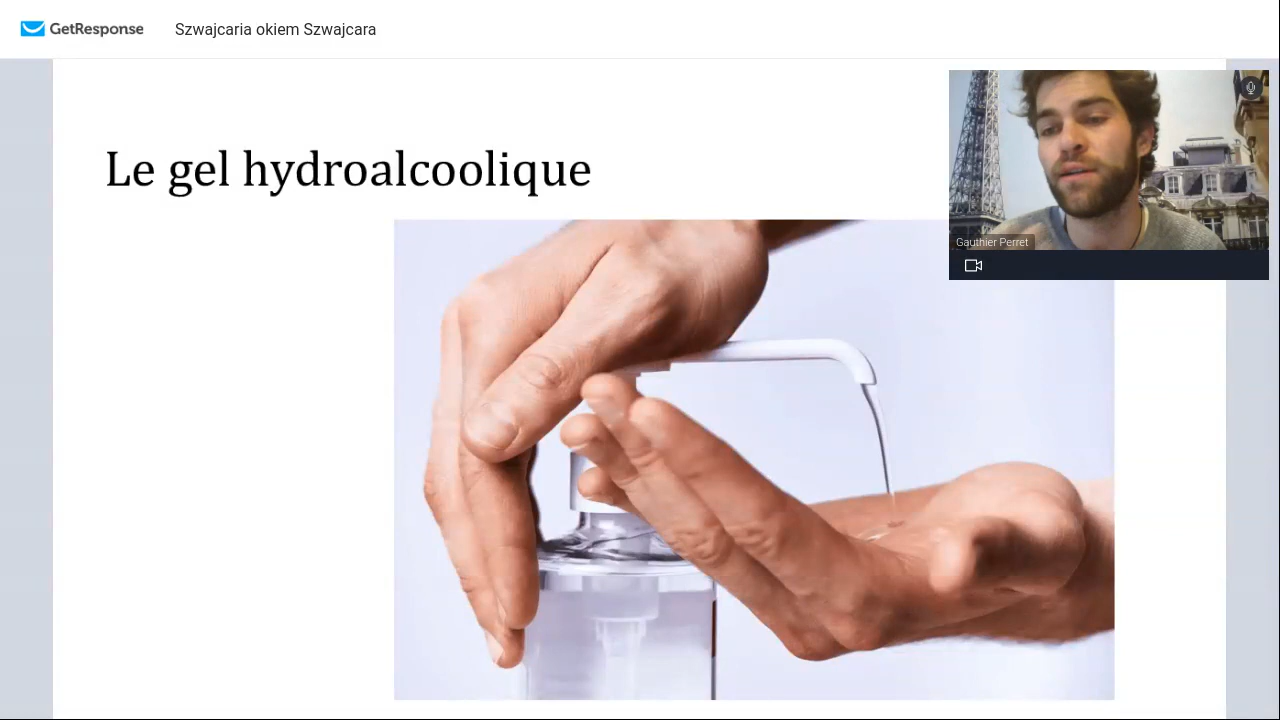 GetResponse
Szwajcaria okiem Szwajcara
Le gel hydroalcoolique
Gauthier Perret